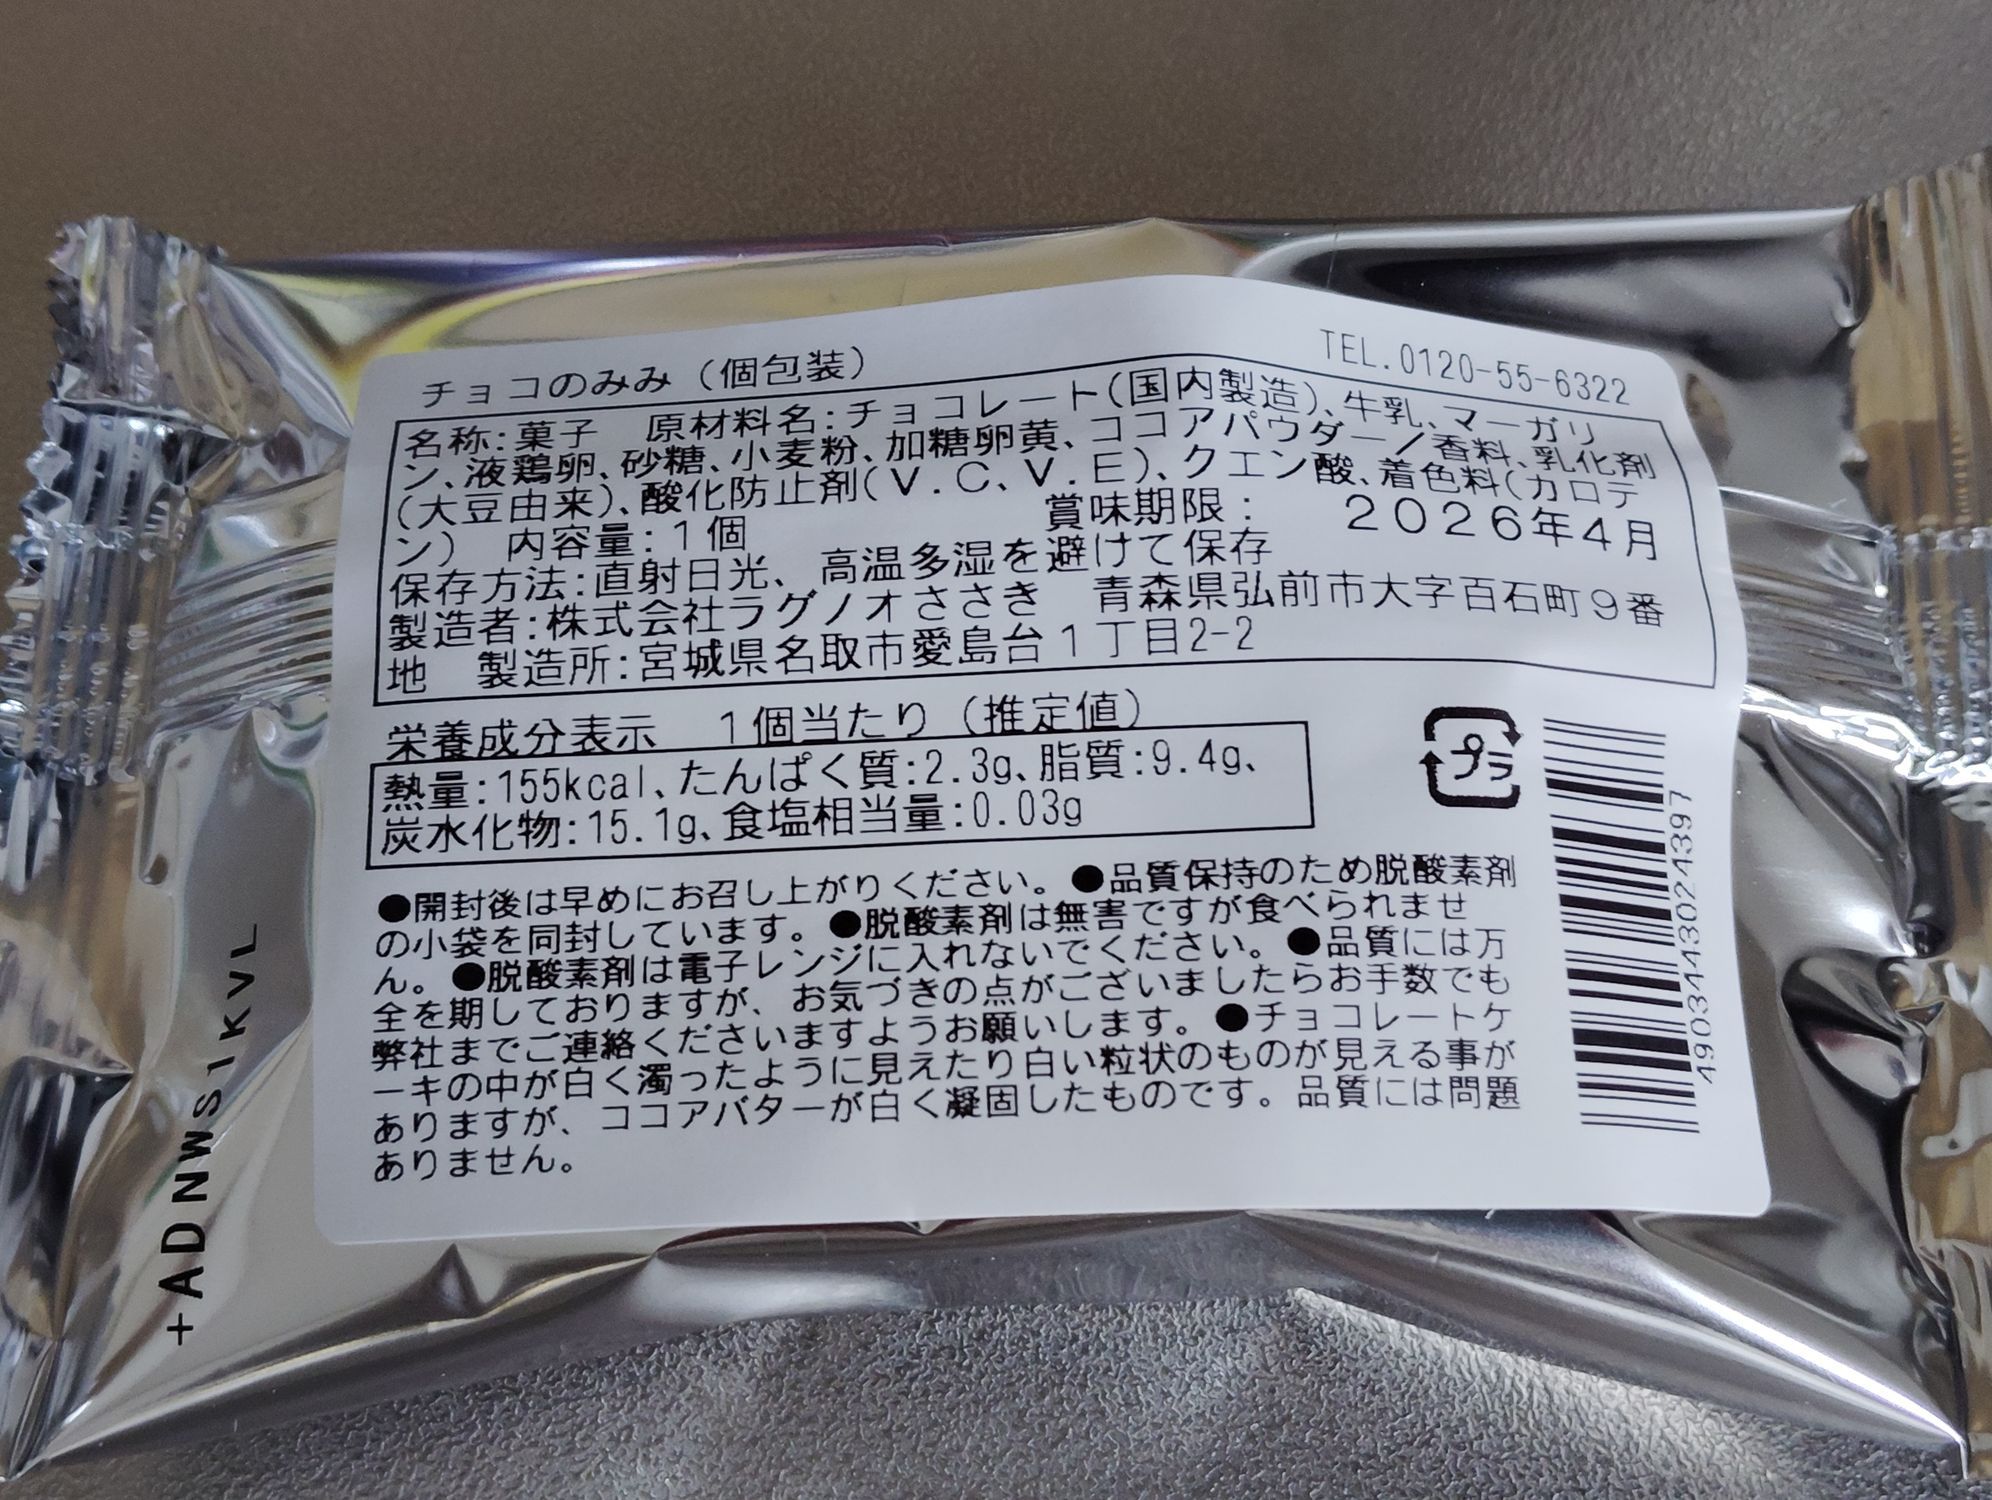 チョコのみみ（個包装）
TEL.0120-55-6322
名称:菓子　原材料名:チョコレート(国内製造)、牛乳、マーガリ
ン、液鶏卵、砂糖、小麦粉、加糖卵黄、ココアパウダー／香料、乳化剤
(大豆由来)、酸化防止剤(V.C、V.E)、クエン酸、着色料(カロテ
ン)　内容量:1個　賞味期限:　2026年4月
保存方法:直射日光、高温多湿を避けて保存
製造者:株式会社ラグノオささき　青森県弘前市大字百石町9番
地　製造所:宮城県名取市愛島台1丁目2-2
栄養成分表示　1個当たり（推定値）
熱量:155kcal、たんぱく質:2.3g、脂質:9.4g、
炭水化物:15.1g、食塩相当量:0.03g
プラ
●開封後は早めにお召し上がりください。●品質保持のため脱酸素剤
の小袋を同封しています。●脱酸素剤は無害ですが食べられませ
ん。●脱酸素剤は電子レンジに入れないでください。●品質には万
全を期しておりますが、お気づきの点がございましたらお手数でも
弊社までご連絡くださいますようお願いします。●チョコレートケ
ーキの中が白く濁ったように見えたり白い粒状のものが見える事が
ありますが、ココアバターが白く凝固したものです。品質には問題
ありません。
4903443024397
+ADNWS1KVL